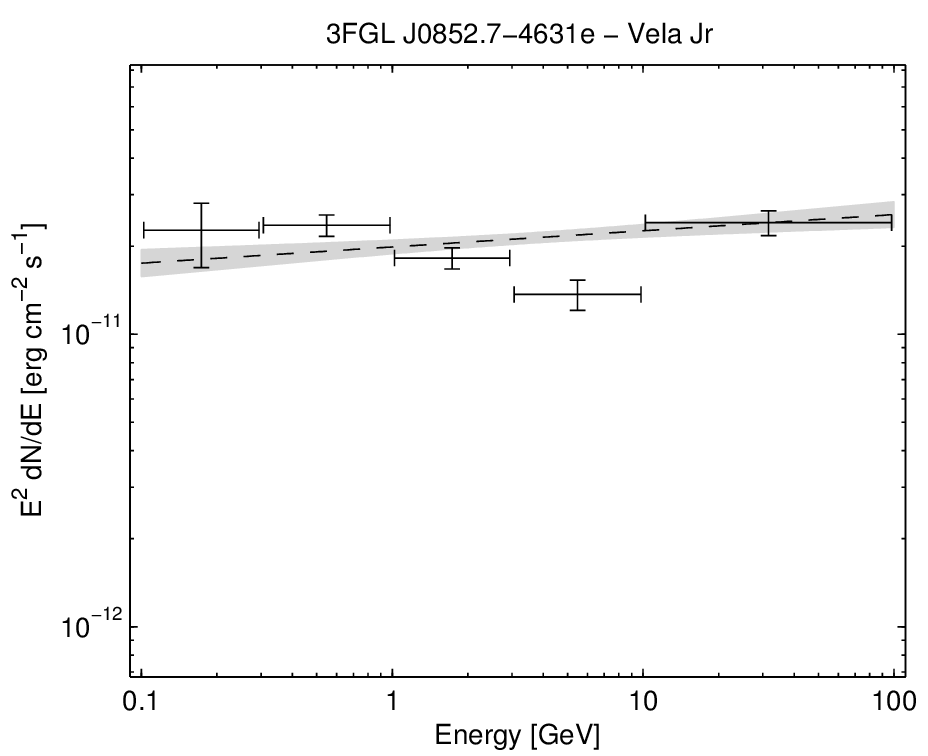 3FGL J0852.7−4631e − Vela Jr
E² dN/dE [erg cm⁻² s⁻¹]
10⁻¹¹
10⁻¹²
0.1 1 10 100
Energy [GeV]